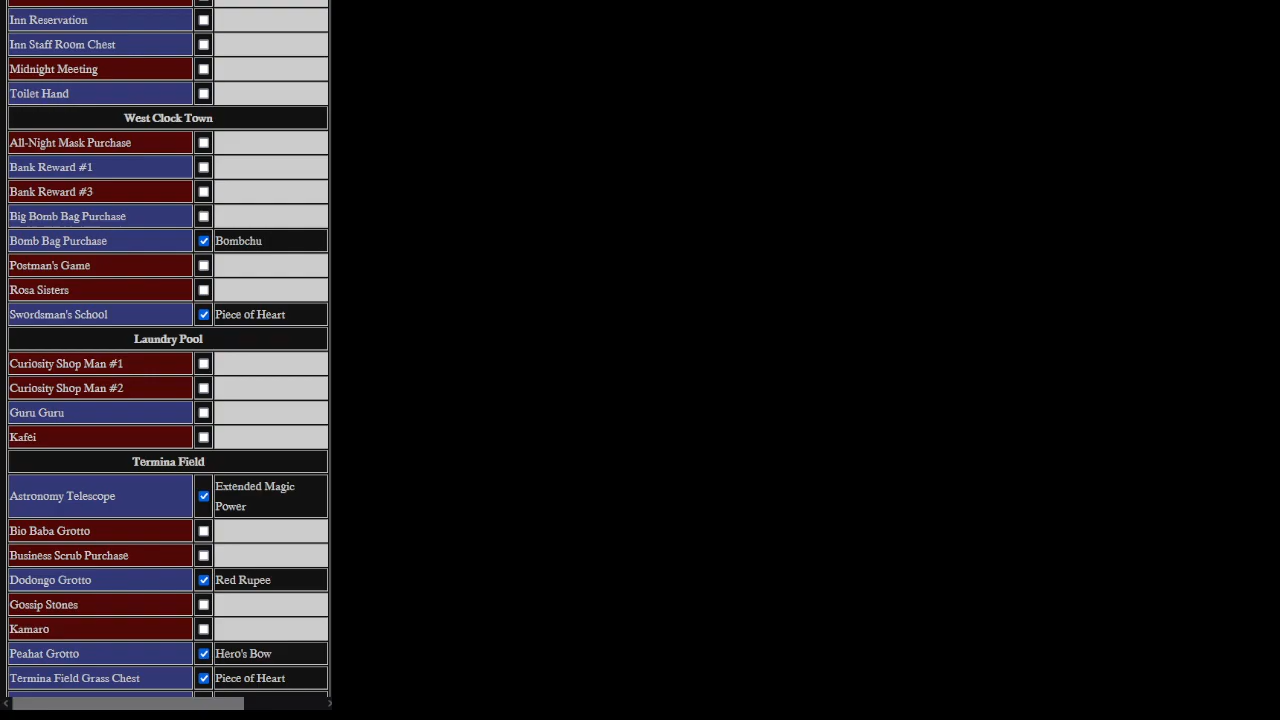 Inn Reservation
Inn Staff Room Chest
Midnight Meeting
Toilet Hand
West Clock Town
All-Night Mask Purchase
Bank Reward #1
Bank Reward #3
Big Bomb Bag Purchase
Bomb Bag Purchase Bombchu
Postman's Game
Rosa Sisters
Swordsman's School Piece of Heart
Laundry Pool
Curiosity Shop Man #1
Curiosity Shop Man #2
Guru Guru
Kafei
Termina Field
Astronomy Telescope Extended Magic
Power
Bio Baba Grotto
Business Scrub Purchase
Dodongo Grotto Red Rupee
Gossip Stones
Kamaro
Peahat Grotto Hero's Bow
Termina Field Grass Chest Piece of Heart